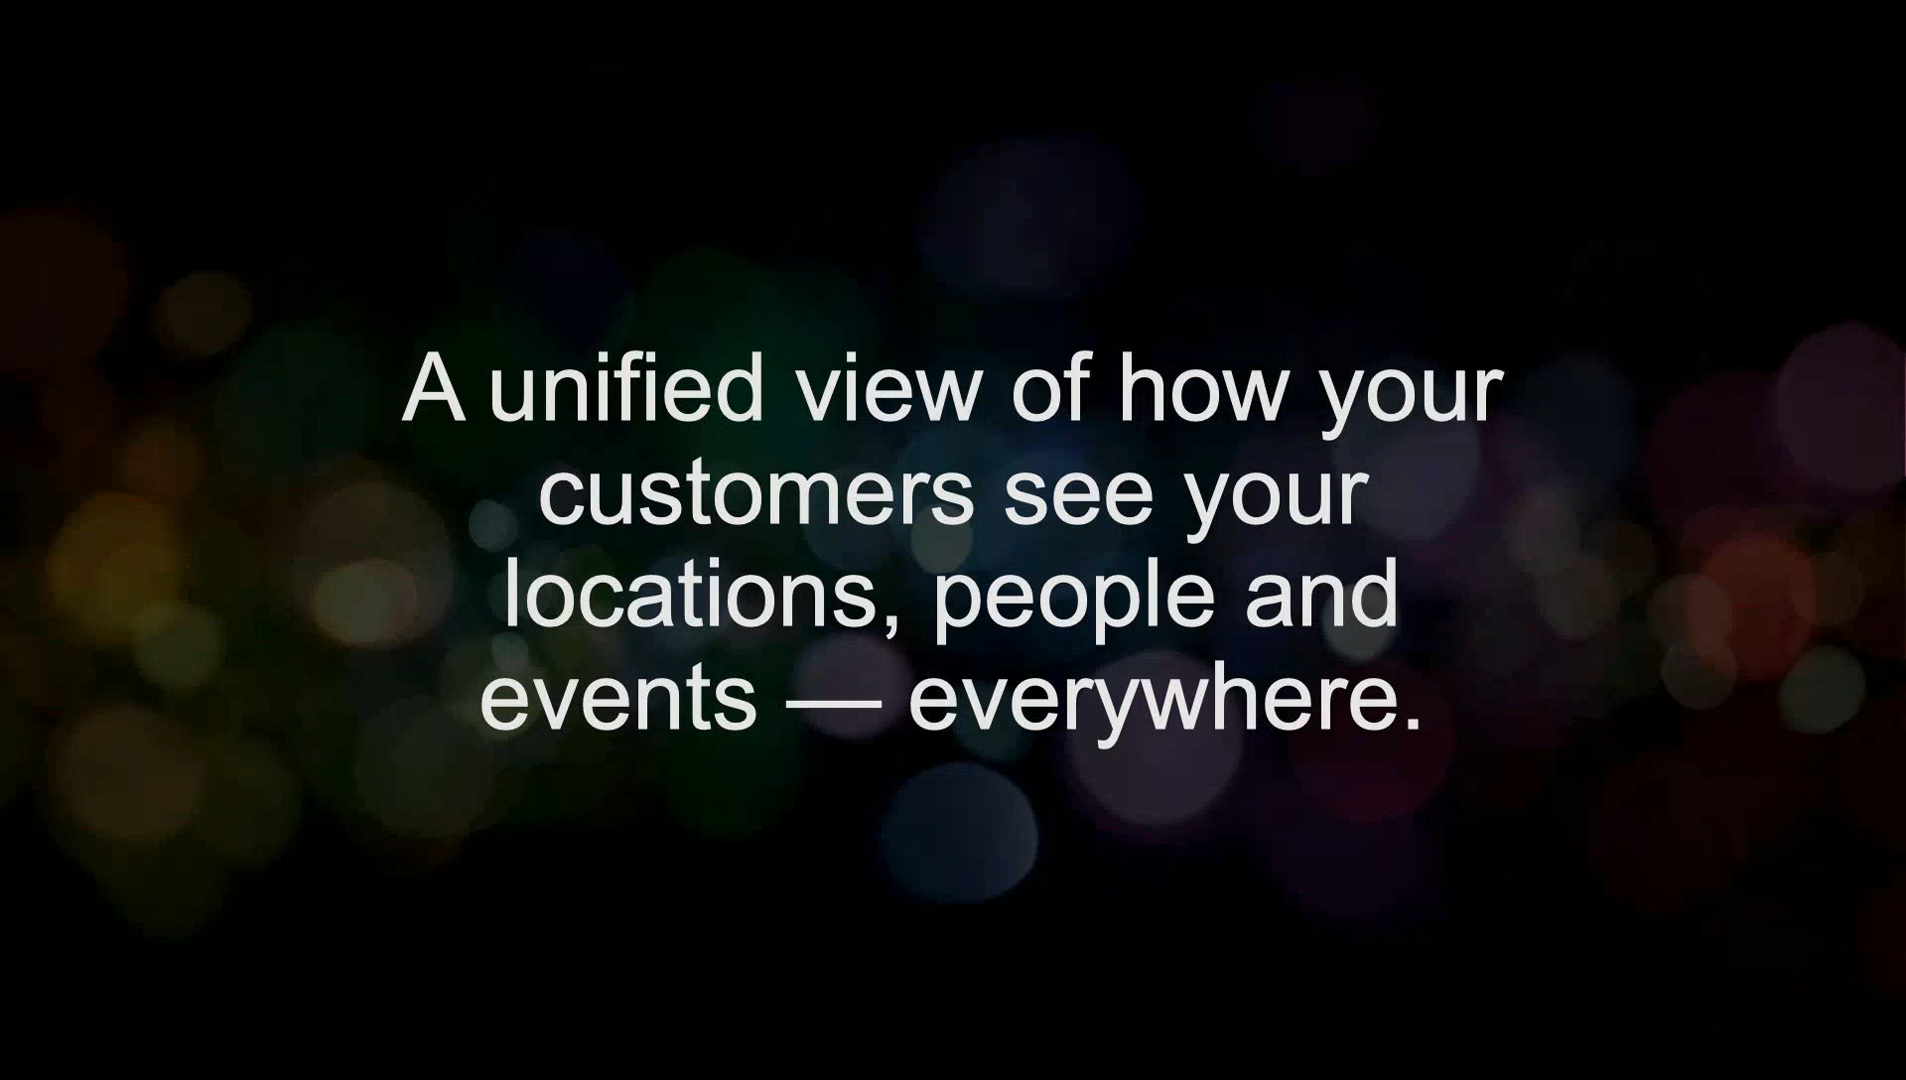 A unified view of how your
customers see your
locations, people and
events — everywhere.